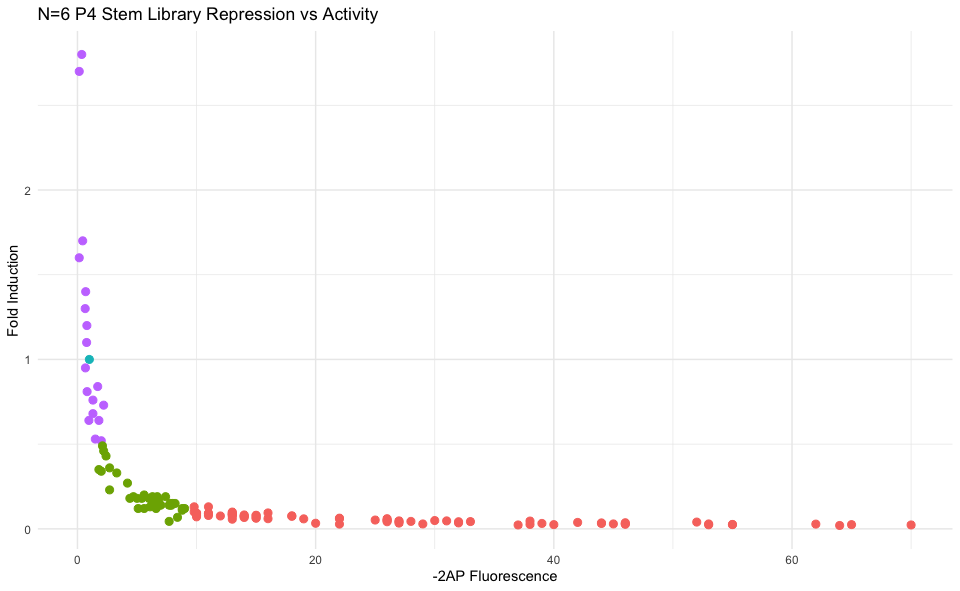 N=6 P4 Stem Library Repression vs Activity
Fold Induction
2
1
0
0
20
40
60
-2AP Fluorescence